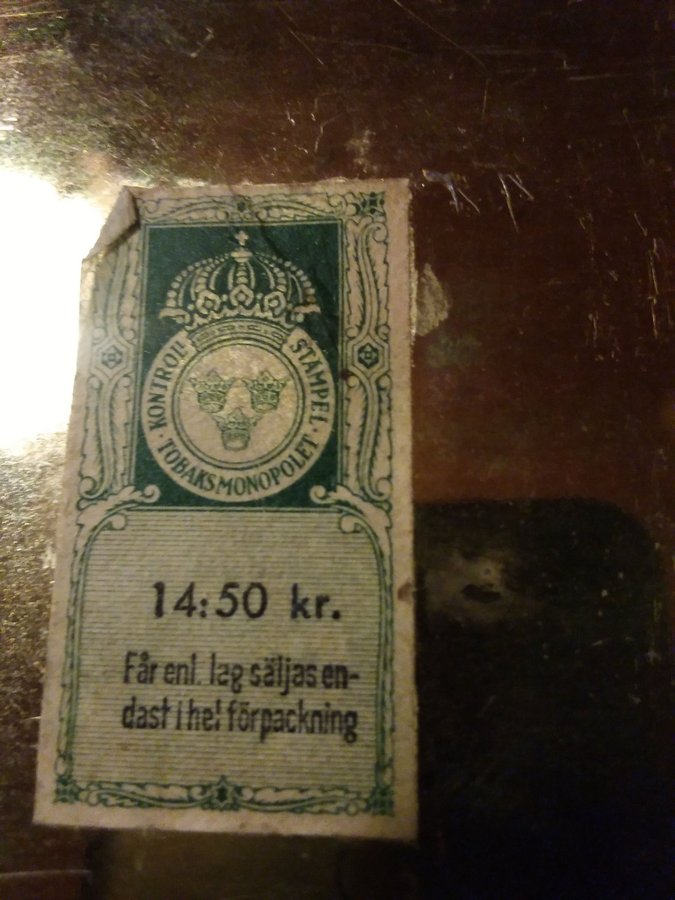 KONTROLL STÄMPEL
· TOBAKSMONOPOLET ·
14:50 kr.
Får enl. lag säljas en-
dast i hel förpackning